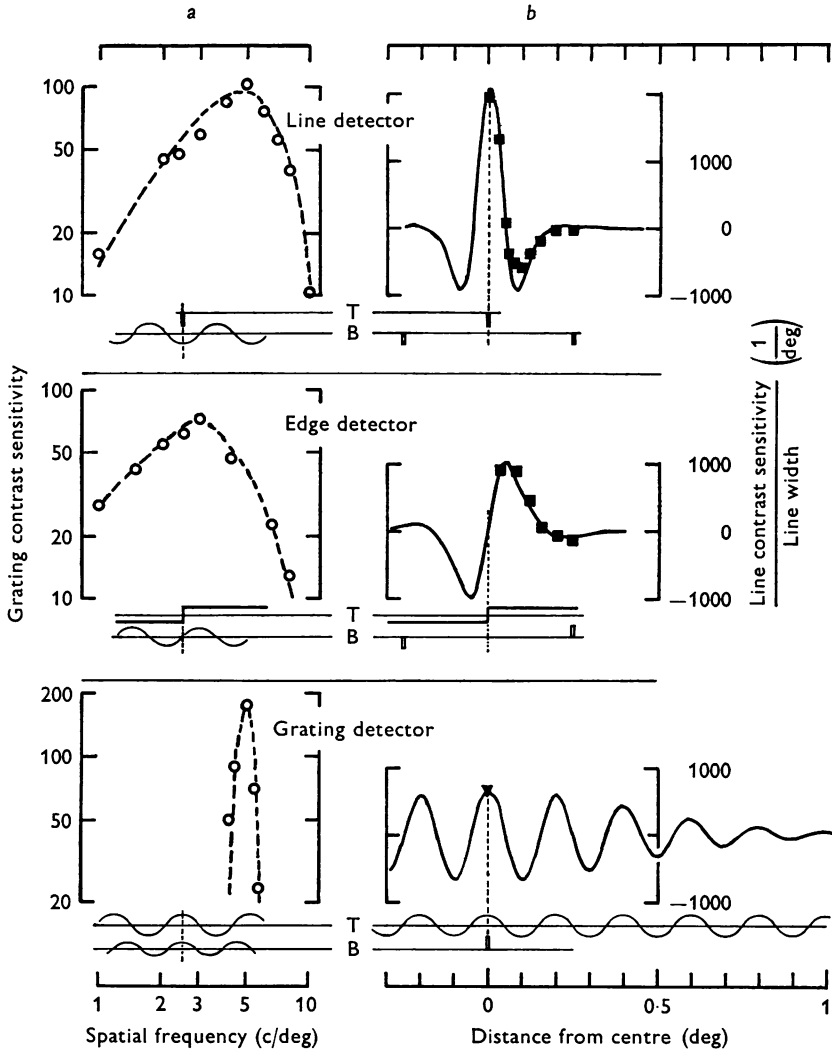 a b
100
50
20
10
Line detector
1000
0
—1000
T
B
Grating contrast sensitivity
100
50
20
10
Edge detector
1000
0
—1000
T
B
Line contrast sensitivity
Line width
(1
deg)
200
100
50
20
Grating detector
1000
—1000
T
B
1 2 3 5 10
Spatial frequency (c/deg)
0 0·5 1
Distance from centre (deg)